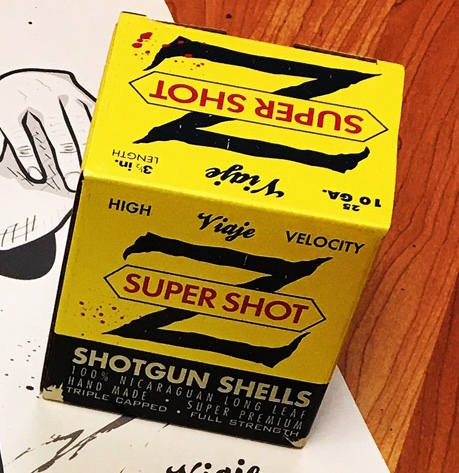 SUPER SHOT
3½ in.
LENGTH
Viaje
25
10 GA.
HIGH
Viaje
VELOCITY
Z
SUPER SHOT
SHOTGUN SHELLS
100% NICARAGUAN LONG LEAF
HAND MADE • SUPER PREMIUM
TRIPLE CAPPED • FULL STRENGTH
Viaje